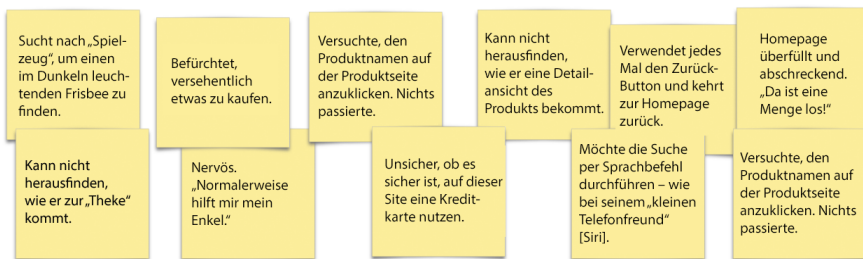 Sucht nach „Spiel-
zeug“, um einen
im Dunkeln leuch-
tenden Frisbee zu
finden.
Befürchtet,
versehentlich
etwas zu kaufen.
Versuchte, den
Produktnamen auf
der Produktseite
anzuklicken. Nichts
passierte.
Kann nicht
herausfinden,
wie er eine Detail-
ansicht des
Produkts bekommt.
Verwendet jedes
Mal den Zurück-
Button und kehrt
zur Homepage
zurück.
Homepage
überfüllt und
abschreckend.
„Da ist eine
Menge los!“
Kann nicht
herausfinden,
wie er zur „Theke“
kommt.
Nervös.
„Normalerweise
hilft mir mein
Enkel.“
Unsicher, ob es
sicher ist, auf dieser
Site eine Kredit-
karte nutzen.
Möchte die Suche
per Sprachbefehl
durchführen – wie
bei seinem „kleinen
Telefonfreund“
[Siri].
Versuchte, den
Produktnamen auf
der Produktseite
anzuklicken. Nichts
passierte.